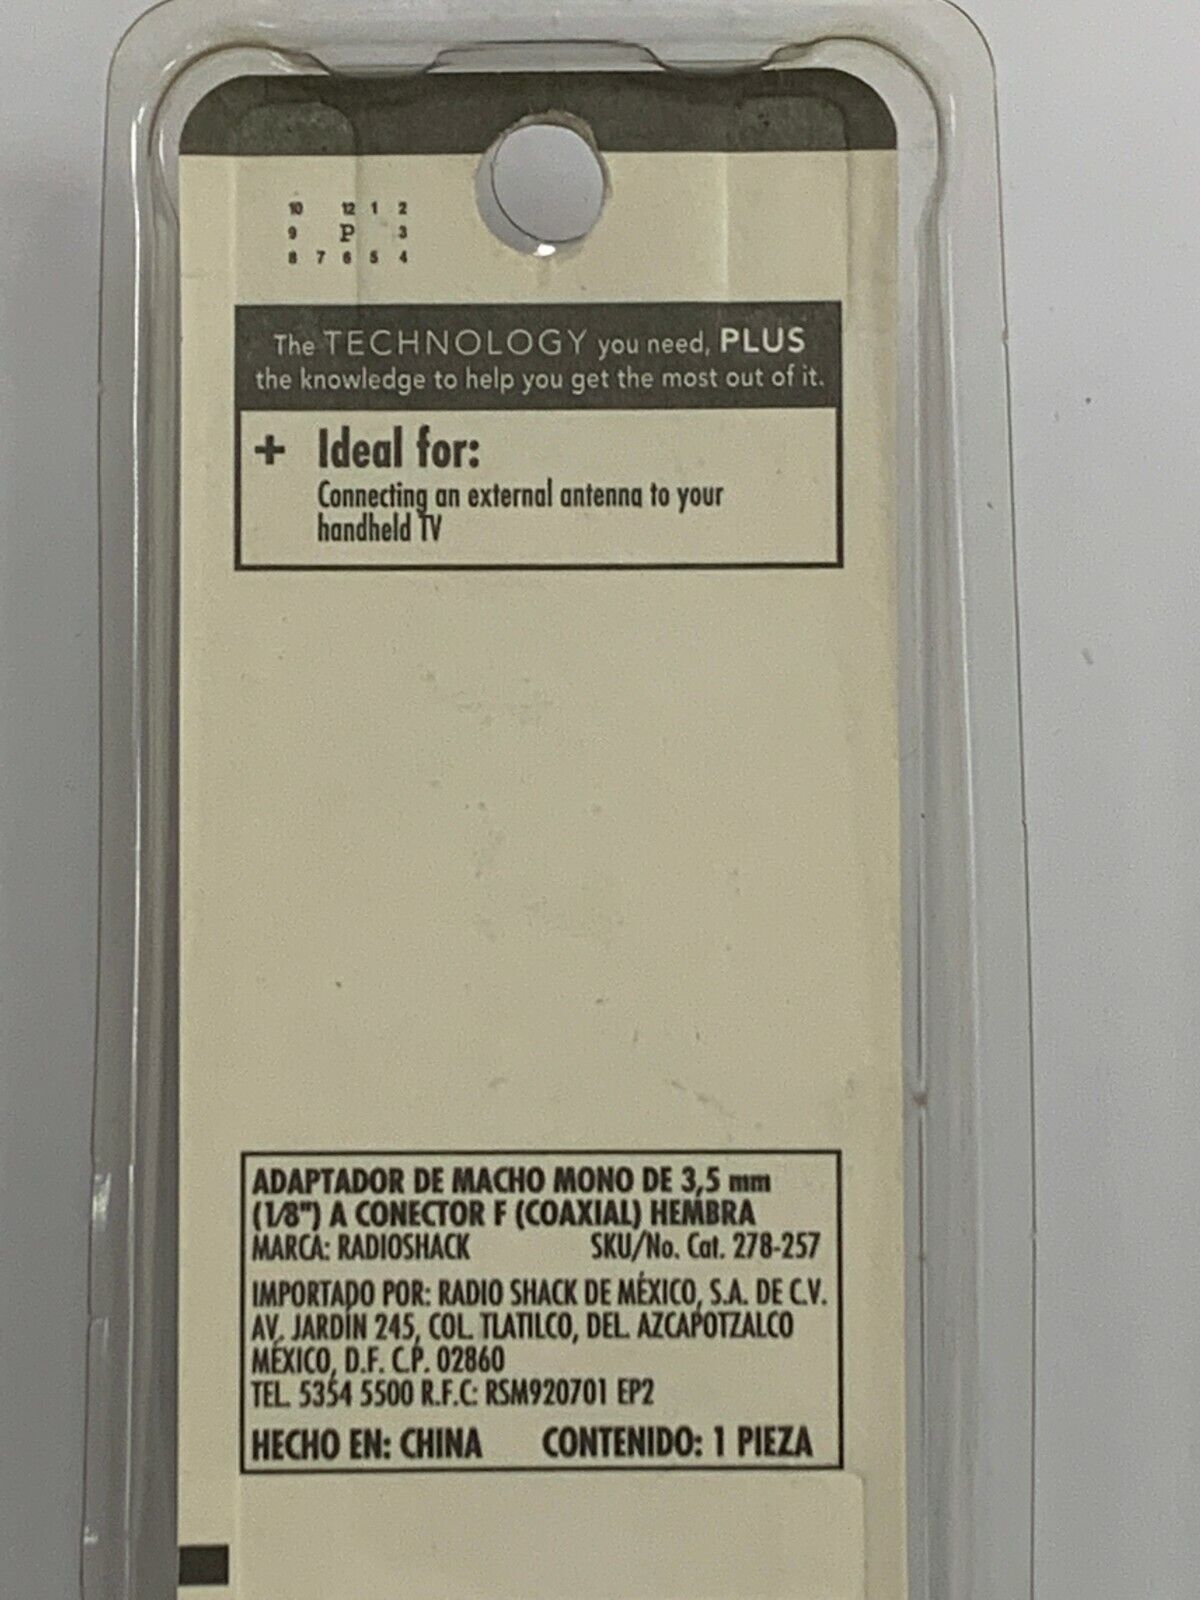 10 12 1 2
9 P 3
8 7 6 5 4
The TECHNOLOGY you need, PLUS
the knowledge to help you get the most out of it.
+ Ideal for:
Connecting an external antenna to your
handheld TV
ADAPTADOR DE MACHO MONO DE 3,5 mm
(1/8") A CONECTOR F (COAXIAL) HEMBRA
MARCA: RADIOSHACK SKU/No. Cat. 278-257
IMPORTADO POR: RADIO SHACK DE MÉXICO, S.A. DE C.V.
AV. JARDÍN 245, COL. TLATILCO, DEL. AZCAPOTZALCO
MÉXICO, D.F. C.P. 02860
TEL. 5354 5500 R.F.C: RSM920701 EP2
HECHO EN: CHINA CONTENIDO: 1 PIEZA